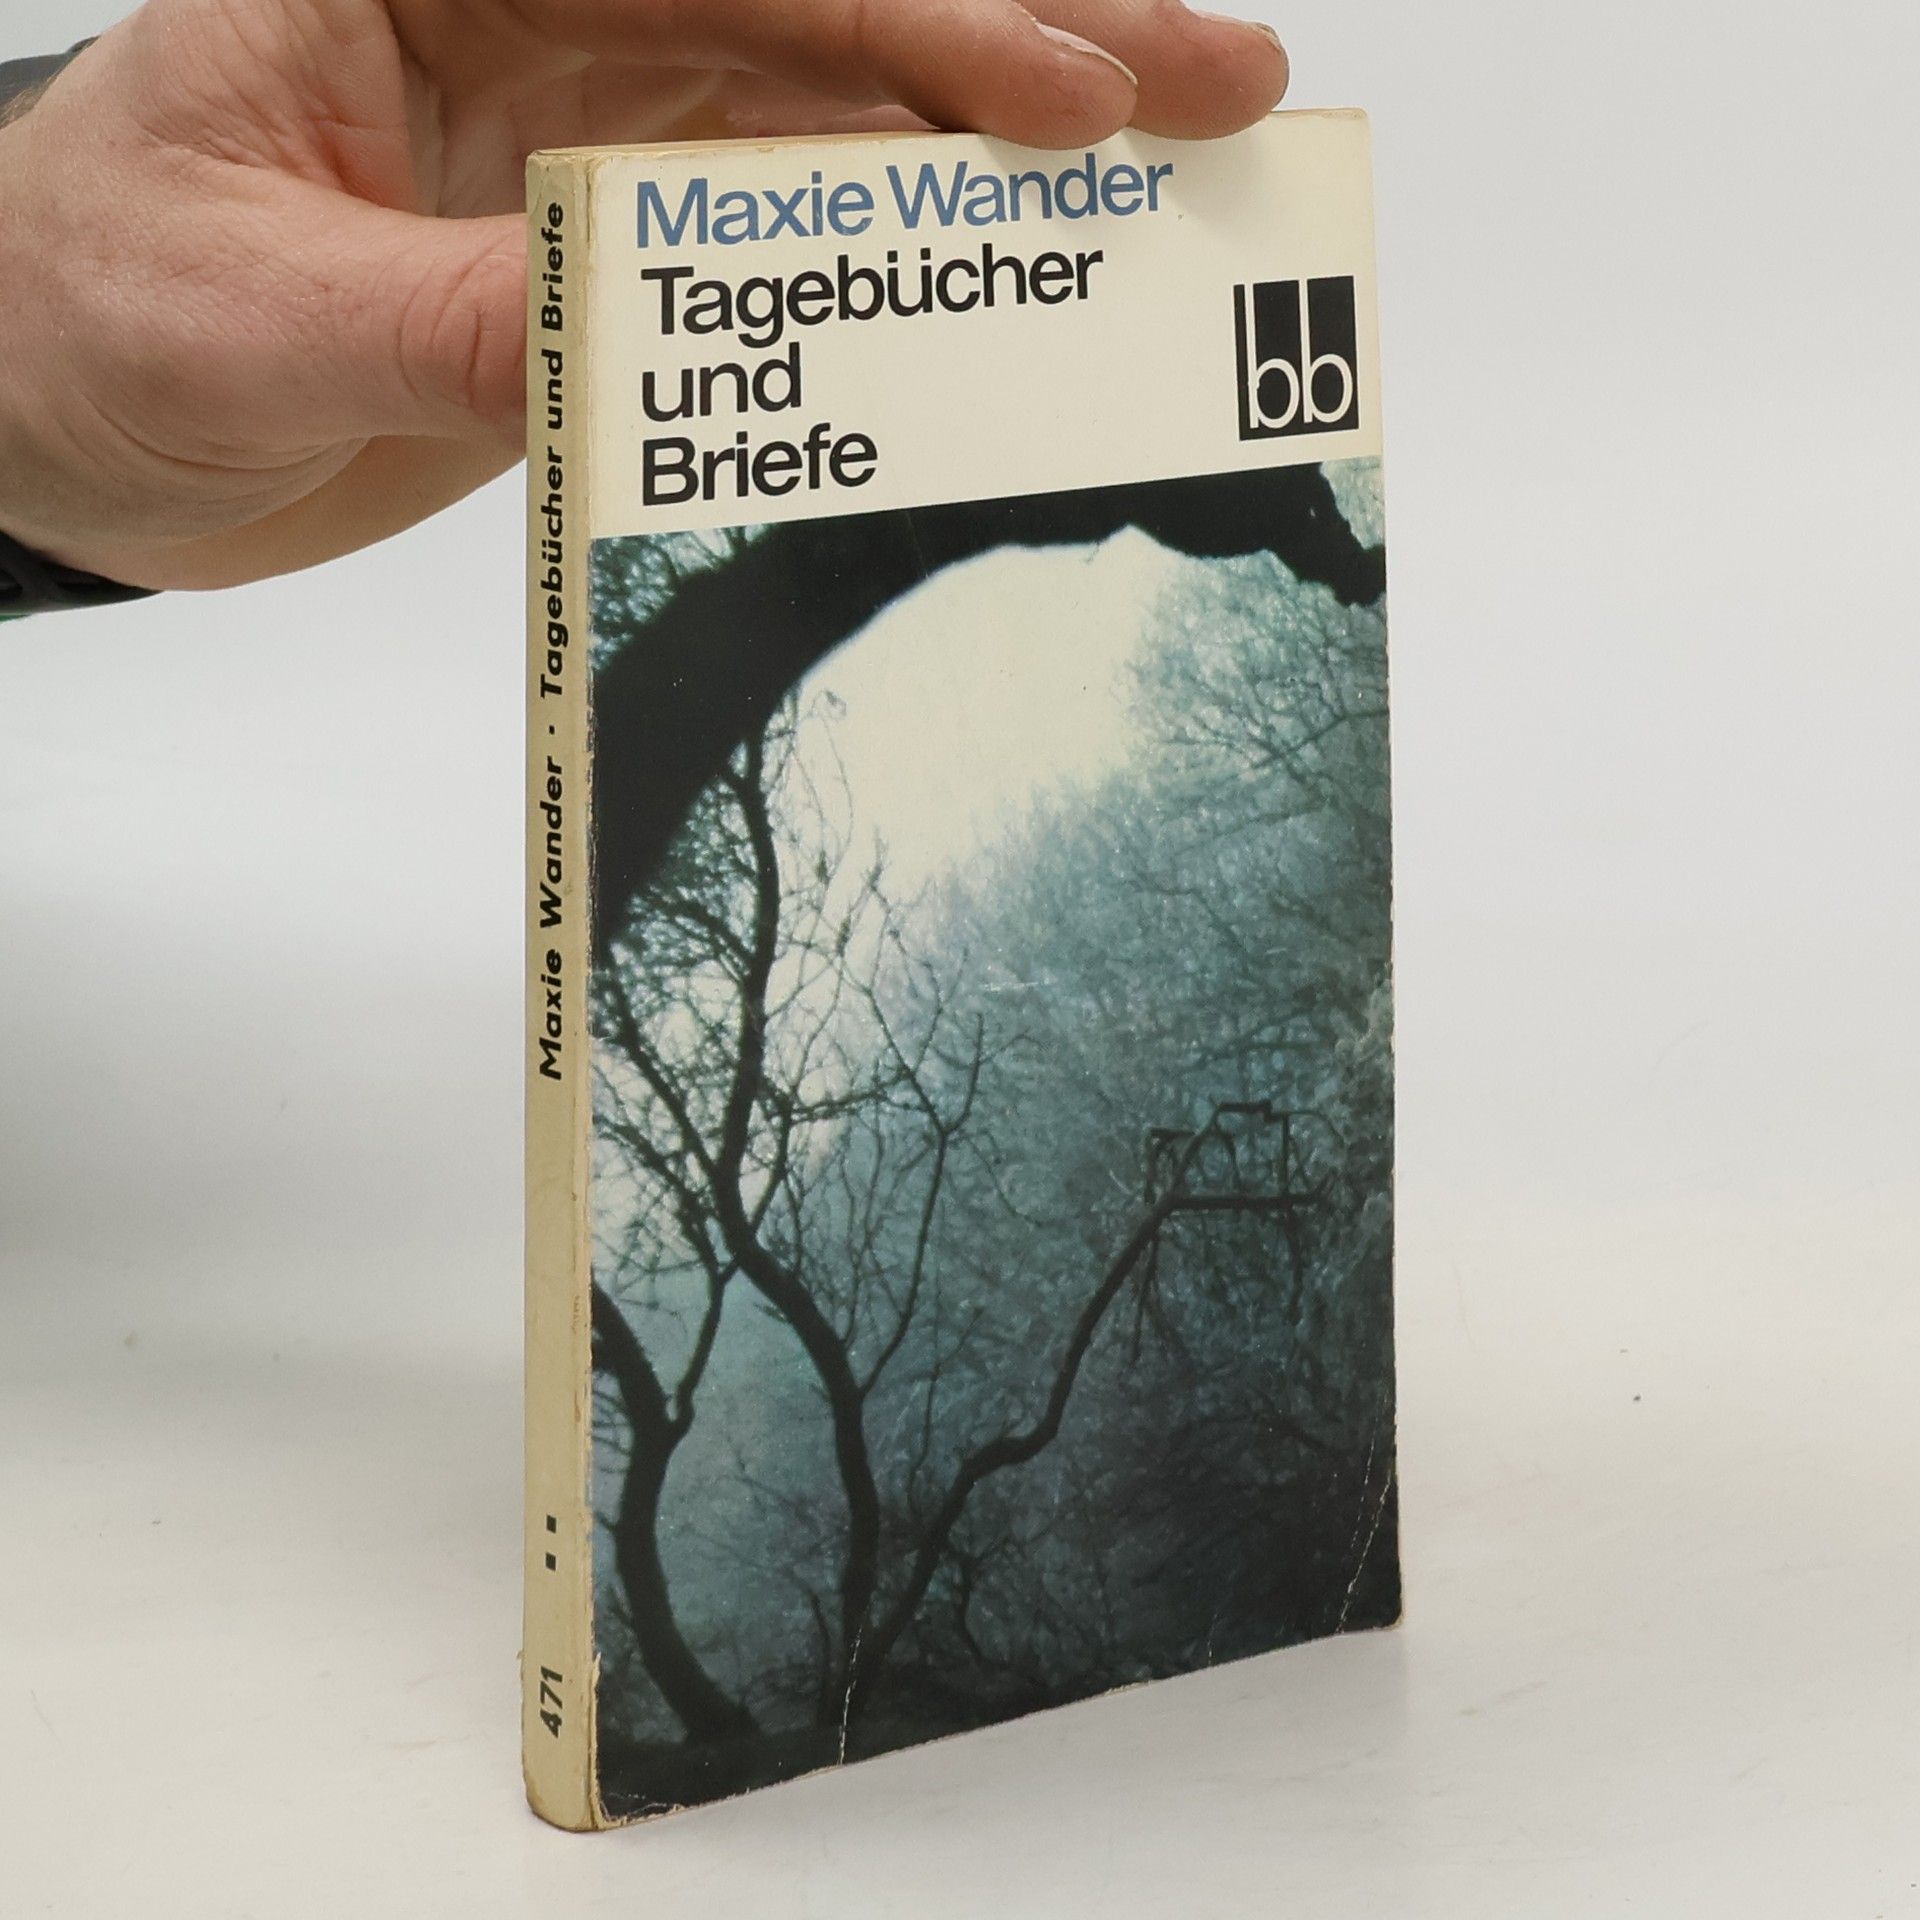 Maxie Wander
Tagebücher
und
Briefe
bb
Maxie Wander · Tagebücher und Briefe
471